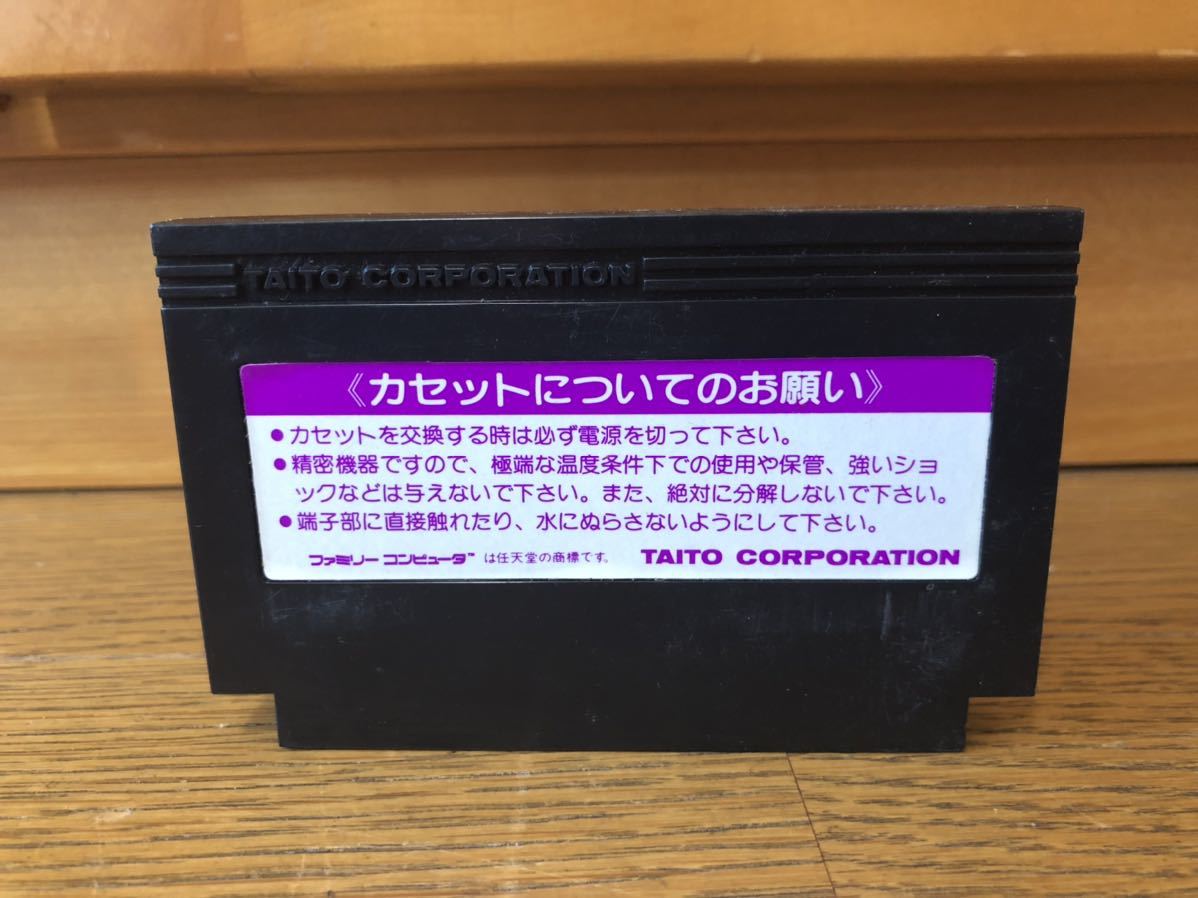 TAITO CORPORATION
《カセットについてのお願い》
●カセットを交換する時は必ず電源を切って下さい。
●精密機器ですので、極端な温度条件下での使用や保管、強いショ
ックなどは与えないで下さい。また、絶対に分解しないで下さい。
●端子部に直接触れたり、水にぬらさないようにして下さい。
ファミリーコンピュータ™は任天堂の商標です。 TAITO CORPORATION